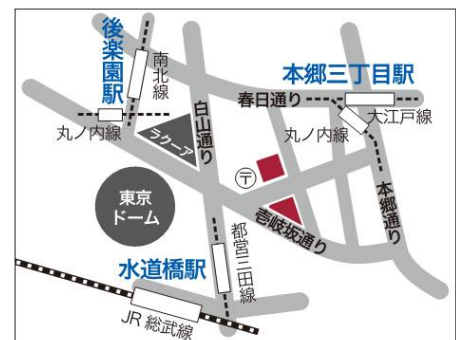 後楽園駅
南北線
丸ノ内線
ラクーア
白山通り
春日通り
本郷三丁目駅
大江戸線
丸ノ内線
本郷通り
〒
壱岐坂通り
東京
ドーム
都営三田線
水道橋駅
JR 総武線